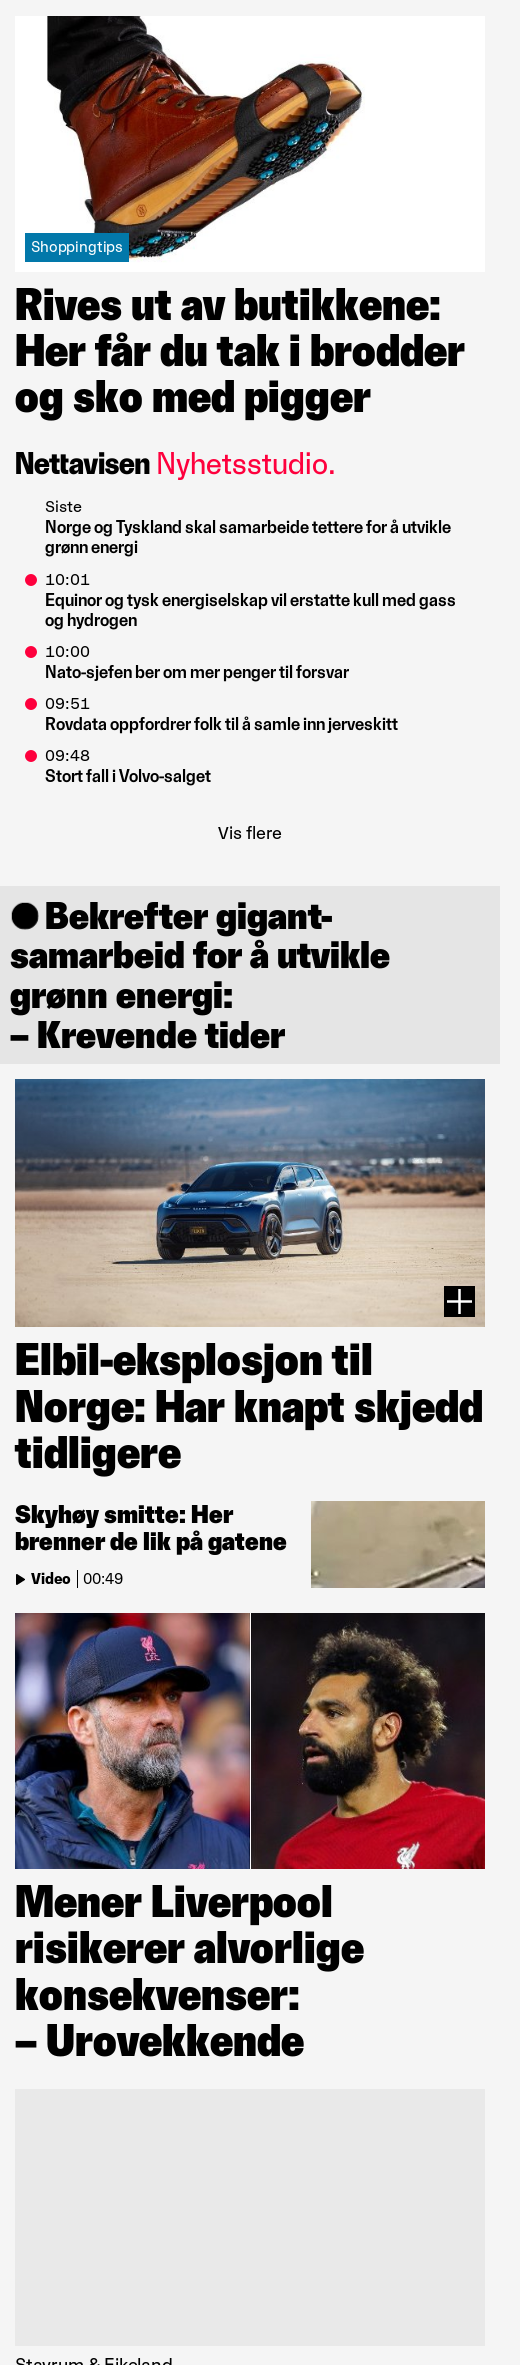 Shoppingtips
Rives ut av butikkene:
Her får du tak i brodder
og sko med pigger
Nettavisen Nyhetsstudio.
Siste
Norge og Tyskland skal samarbeide tettere for å utvikle
grønn energi
10:01
Equinor og tysk energiselskap vil erstatte kull med gass
og hydrogen
10:00
Nato-sjefen ber om mer penger til forsvar
09:51
Rovdata oppfordrer folk til å samle inn jerveskitt
09:48
Stort fall i Volvo-salget
Vis flere
Bekrefter gigant-
samarbeid for å utvikle
grønn energi:
– Krevende tider
Elbil-eksplosjon til
Norge: Har knapt skjedd
tidligere
Skyhøy smitte: Her
brenner de lik på gatene
Video 00:49
Mener Liverpool
risikerer alvorlige
konsekvenser:
– Urovekkende
Stavrum & Eikeland